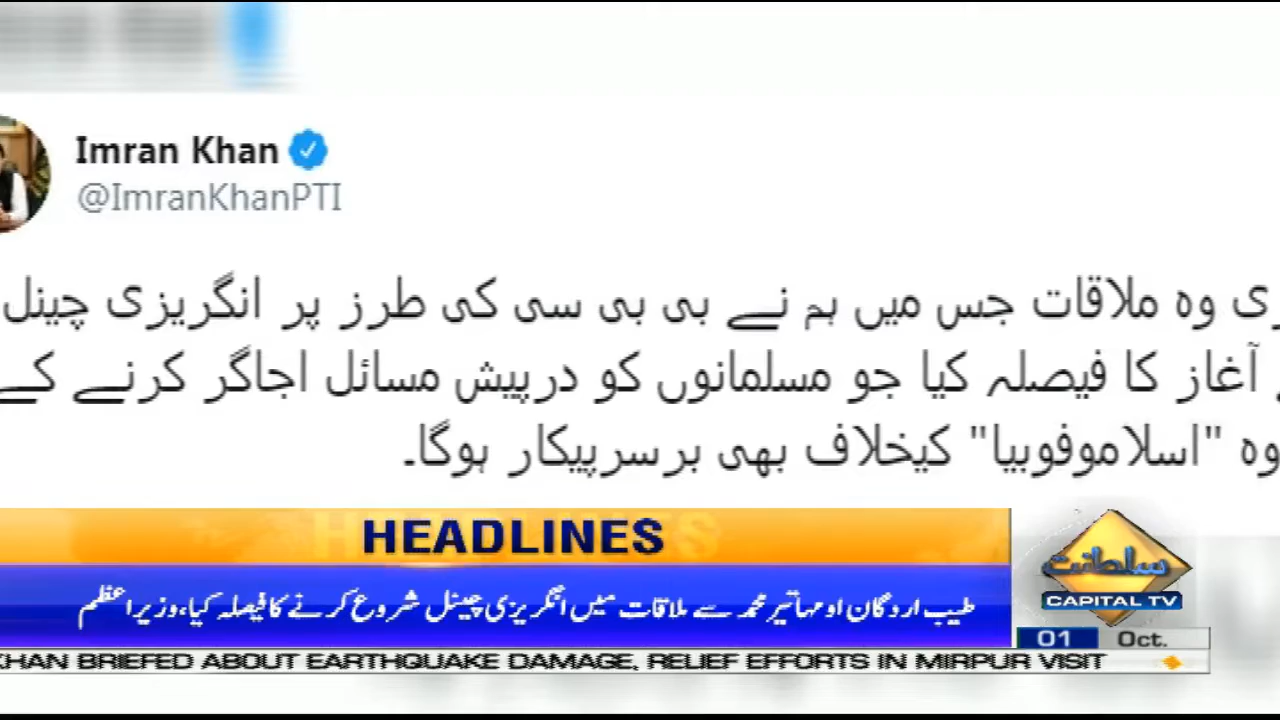 Imran Khan
@ImranKhanPTI
ری وہ ملاقات جس میں ہم نے بی بی سی کی طرز پر انگریزی چینل
آغاز کا فیصلہ کیا جو مسلمانوں کو درپیش مسائل اجاگر کرنے کے
وہ "اسلاموفوبیا" کیخلاف بھی برسرپیکار ہوگا۔
HEADLINES
طیب اردگان او مہاتیر محمد سے ملاقات میں انگریزی چینل شروع کرنے کا فیصلہ کیا،وزیراعظم
سلطانت
CAPITAL TV
01 Oct.
KHAN BRIEFED ABOUT EARTHQUAKE DAMAGE, RELIEF EFFORTS IN MIRPUR VISIT